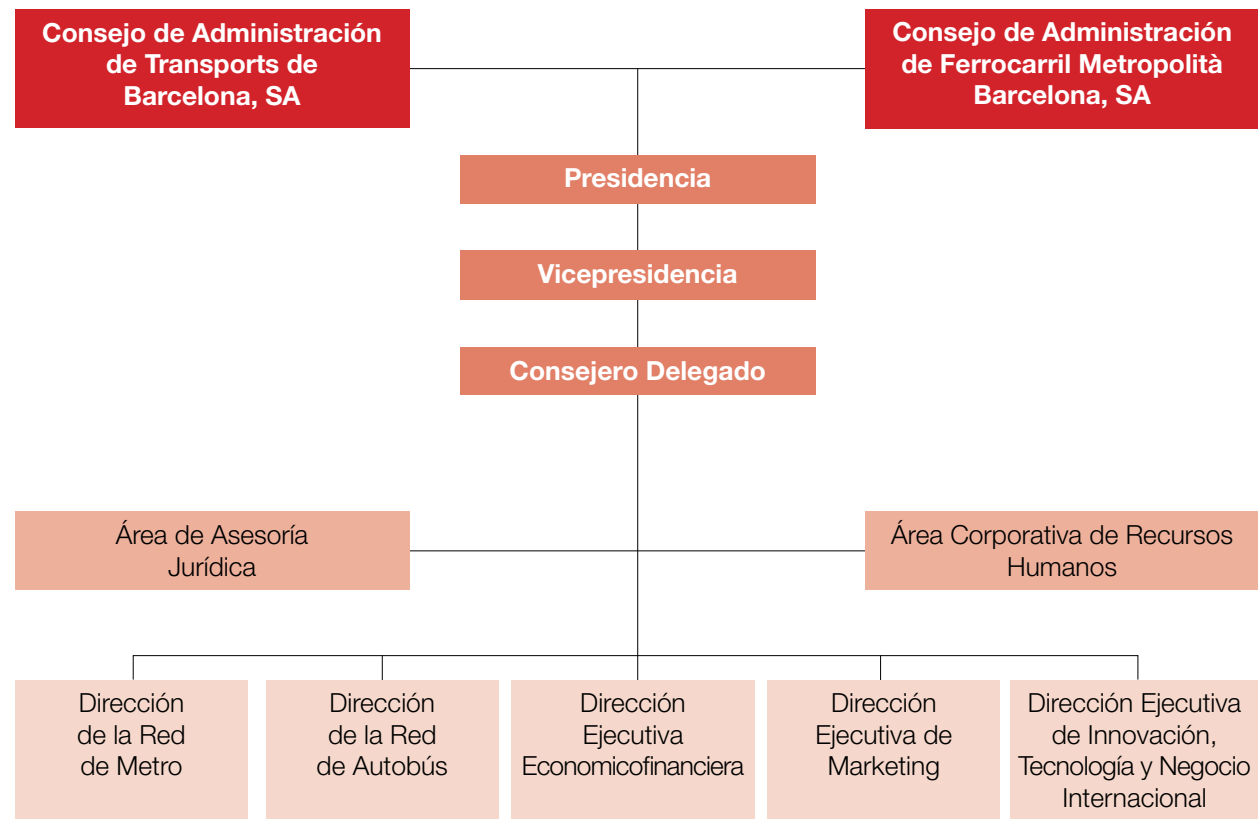 Consejo de Administración
de Transports de
Barcelona, SA
Consejo de Administración
de Ferrocarril Metropolità
Barcelona, SA
Presidencia
Vicepresidencia
Consejero Delegado
Área de Asesoría
Jurídica
Área Corporativa de Recursos
Humanos
Dirección
de la Red
de Metro
Dirección
de la Red
de Autobús
Dirección
Ejecutiva
Economicofinanciera
Dirección
Ejecutiva de
Marketing
Dirección Ejecutiva
de Innovación,
Tecnología y Negocio
Internacional